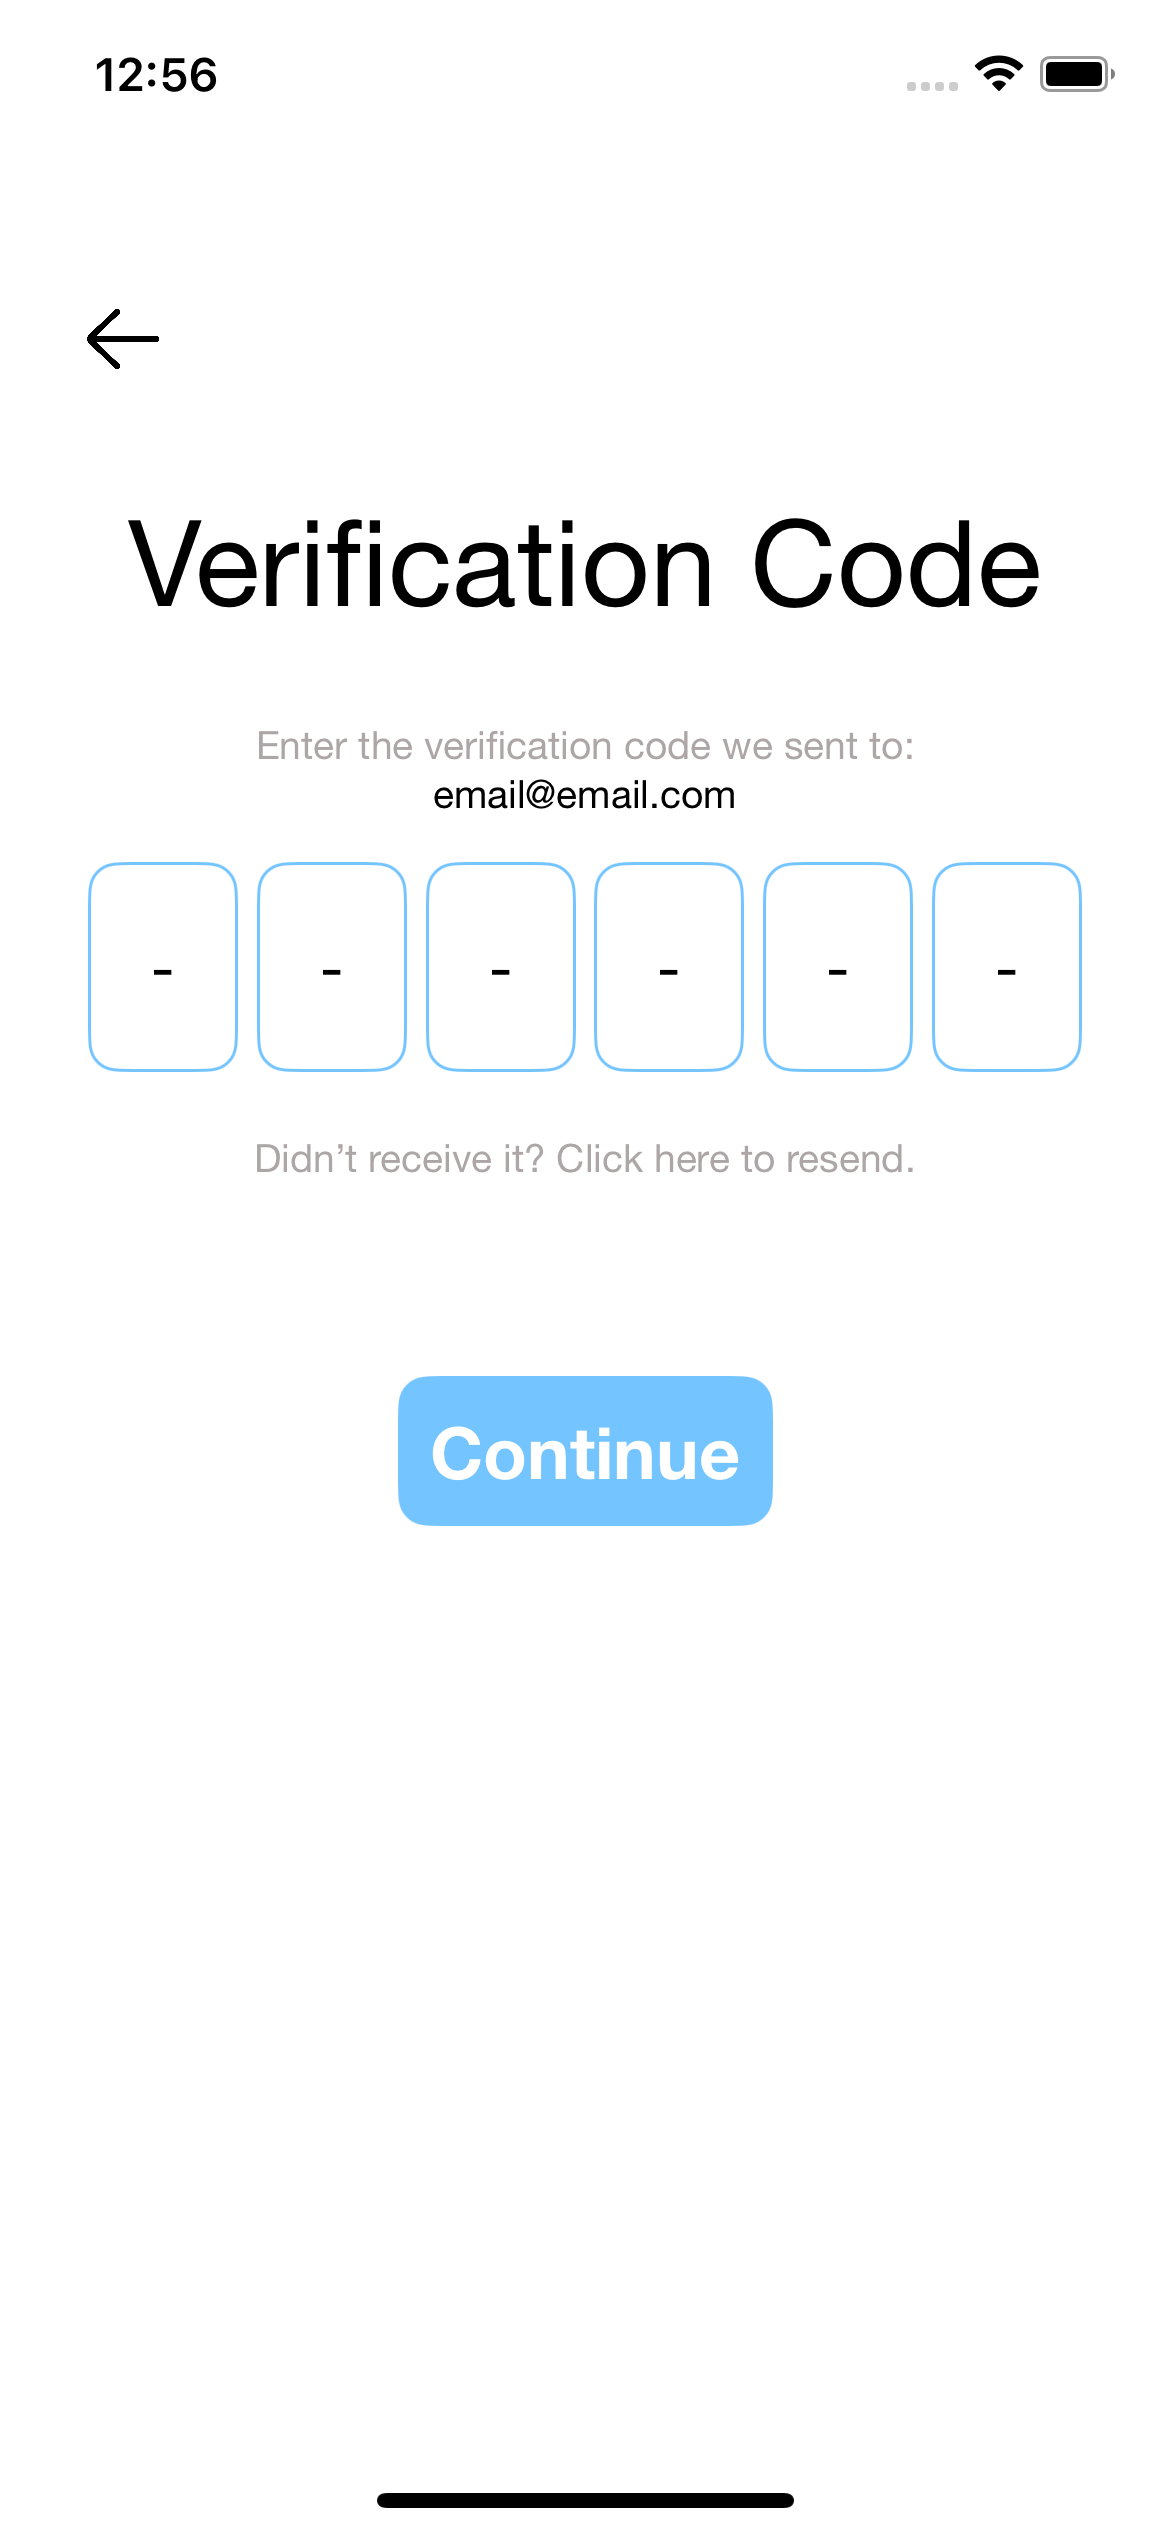 12:56
Verification Code
Enter the verification code we sent to:
email@email.com
- - - - - -
Didn’t receive it? Click here to resend.
Continue